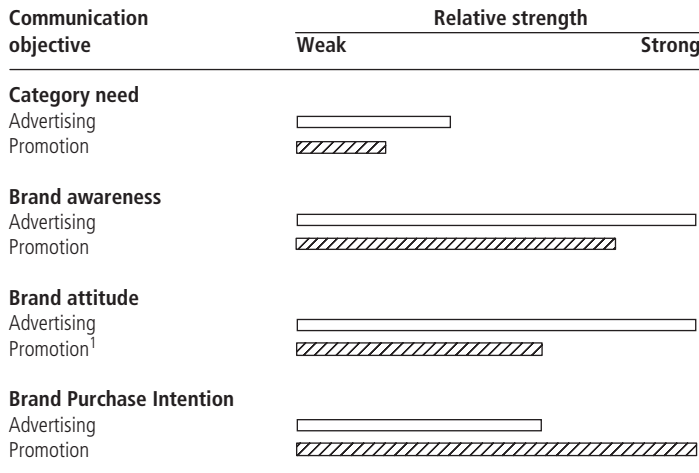 Communication objective
Relative strength
Weak Strong
Category need
Advertising
Promotion
Brand awareness
Advertising
Promotion
Brand attitude
Advertising
Promotion1
Brand Purchase Intention
Advertising
Promotion